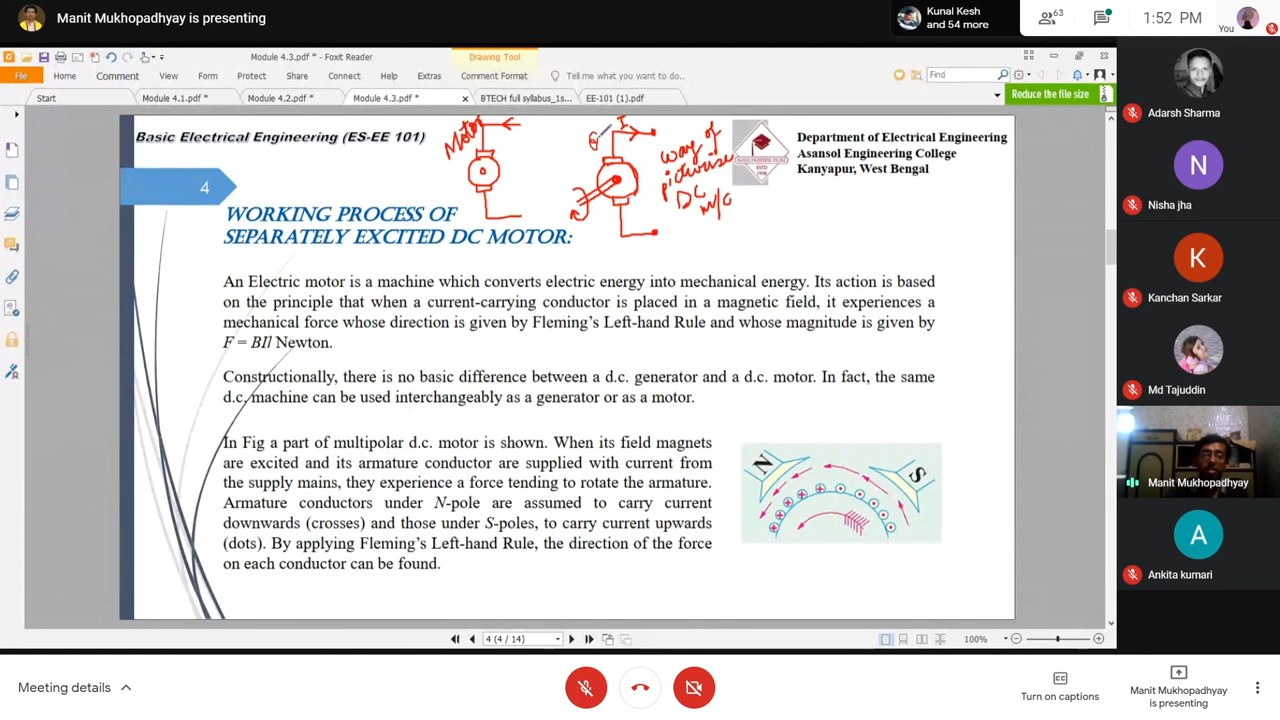 Manit Mukhopadhyay is presenting
Kunal Kesh
and 54 more
63
1:52 PM
You
Module 4.3.pdf * - Foxit Reader
Drawing Tool
File
Home
Comment
View
Form
Protect
Share
Connect
Help
Extras
Comment Format
Tell me what you want to do..
Find
Start
Module 4.1.pdf *
Module 4.2.pdf *
Module 4.3.pdf *
BTECH full syllabus_1s...
EE-101 (1).pdf
Reduce the file size
Basic Electrical Engineering (ES-EE 101)
Motor
I
way of
picturise
DC
m/c
Department of Electrical Engineering
Asansol Engineering College
Kanyapur, West Bengal
4
WORKING PROCESS OF
SEPARATELY EXCITED DC MOTOR:
An Electric motor is a machine which converts electric energy into mechanical energy. Its action is based
on the principle that when a current-carrying conductor is placed in a magnetic field, it experiences a
mechanical force whose direction is given by Fleming's Left-hand Rule and whose magnitude is given by
F = BIl Newton.
Constructionally, there is no basic difference between a d.c. generator and a d.c. motor. In fact, the same
d.c. machine can be used interchangeably as a generator or as a motor.
In Fig a part of multipolar d.c. motor is shown. When its field magnets
are excited and its armature conductor are supplied with current from
the supply mains, they experience a force tending to rotate the armature.
Armature conductors under N-pole are assumed to carry current
downwards (crosses) and those under S-poles, to carry current upwards
(dots). By applying Fleming's Left-hand Rule, the direction of the force
on each conductor can be found.
N
S
4 (4 / 14)
100%
Adarsh Sharma
N
Nisha jha
K
Kanchan Sarkar
Md Tajuddin
Manit Mukhopadhyay
A
Ankita kumari
Meeting details
Turn on captions
Manit Mukhopadhyay
is presenting